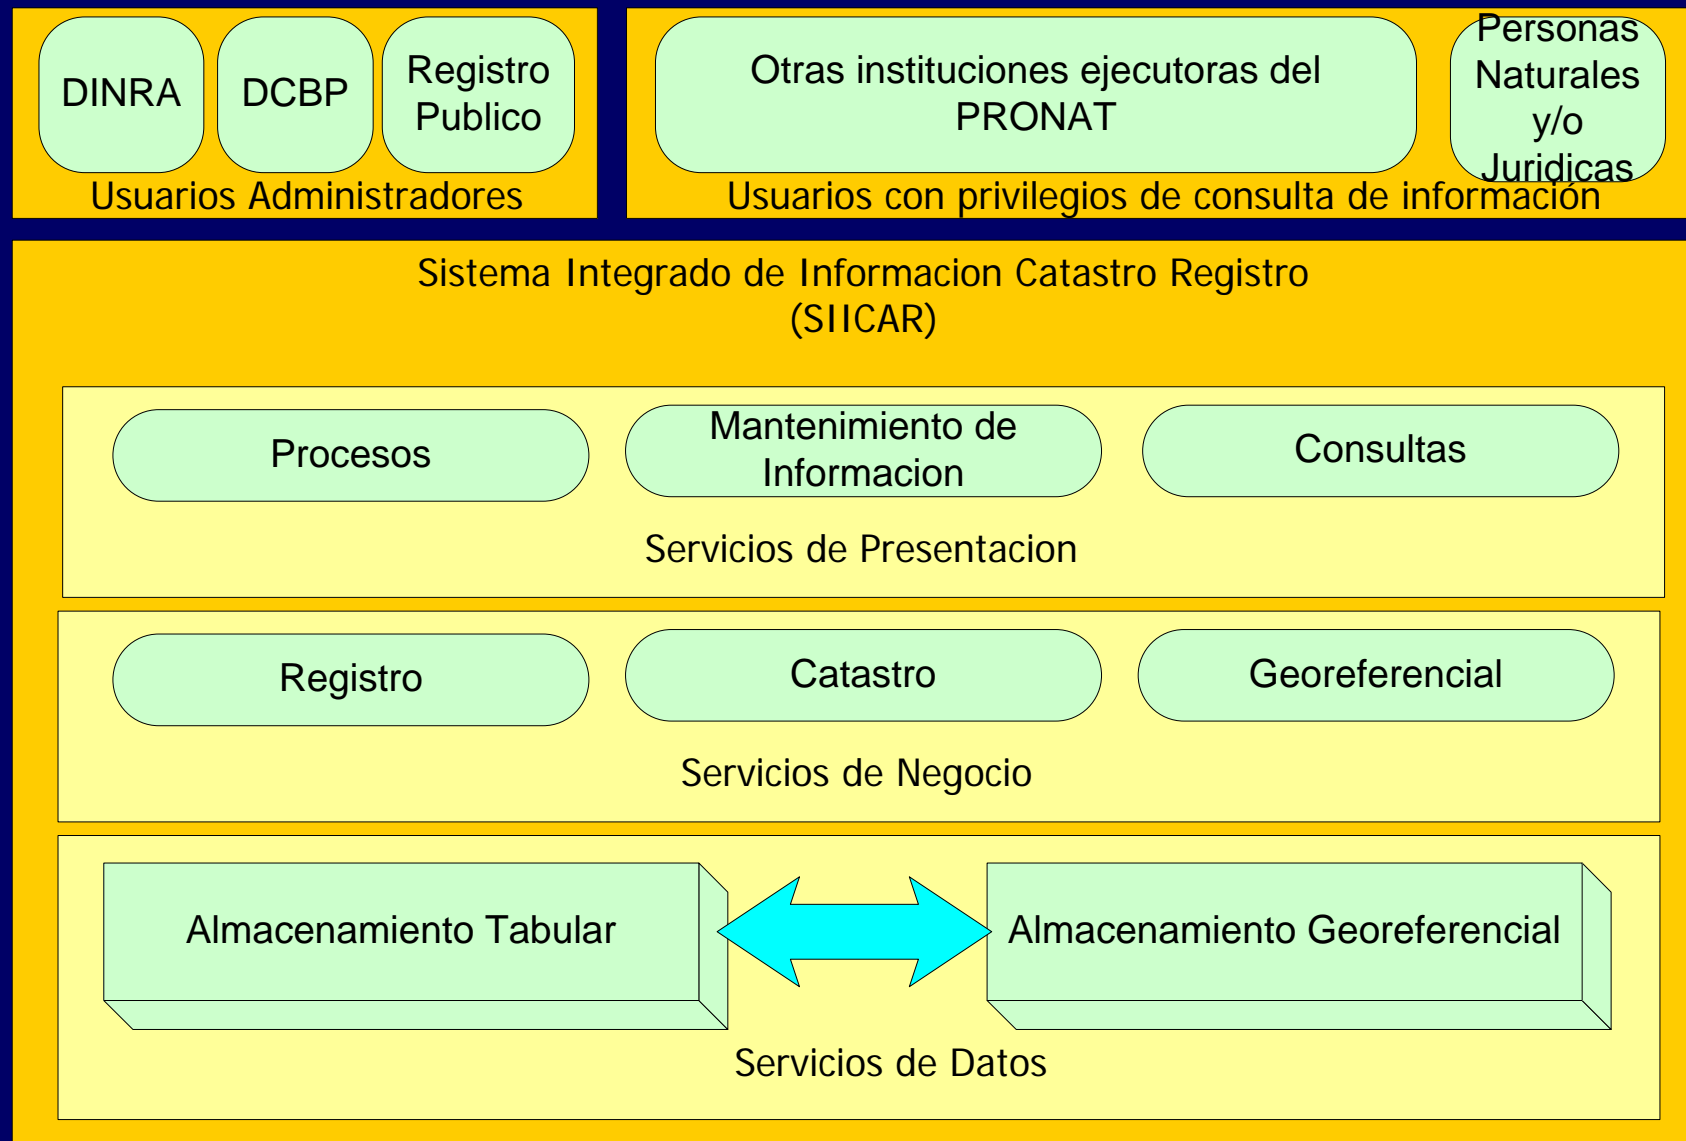 DINRA
DCBP
Registro
Publico
Usuarios Administradores
Otras instituciones ejecutoras del
PRONAT
Personas
Naturales
y/o
Juridicas
Usuarios con privilegios de consulta de información
Sistema Integrado de Informacion Catastro Registro
(SIICAR)
Procesos
Mantenimiento de
Informacion
Consultas
Servicios de Presentacion
Registro
Catastro
Georeferencial
Servicios de Negocio
Almacenamiento Tabular
Almacenamiento Georeferencial
Servicios de Datos